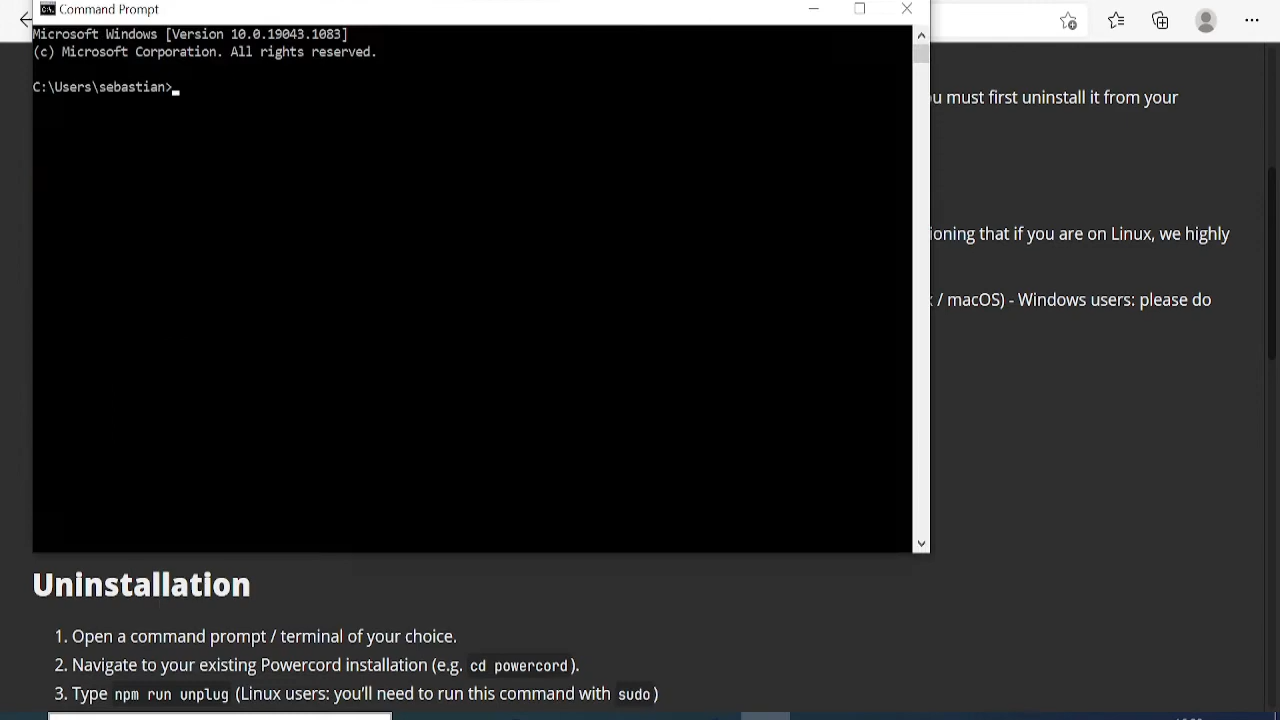 Command Prompt
Microsoft Windows [Version 10.0.19043.1083]
(c) Microsoft Corporation. All rights reserved.
C:\Users\sebastian>
u must first uninstall it from your
ioning that if you are on Linux, we highly
/ macOS) - Windows users: please do
Uninstallation
1. Open a command prompt / terminal of your choice.
2. Navigate to your existing Powercord installation (e.g. cd powercord).
3. Type npm run unplug (Linux users: you’ll need to run this command with sudo)